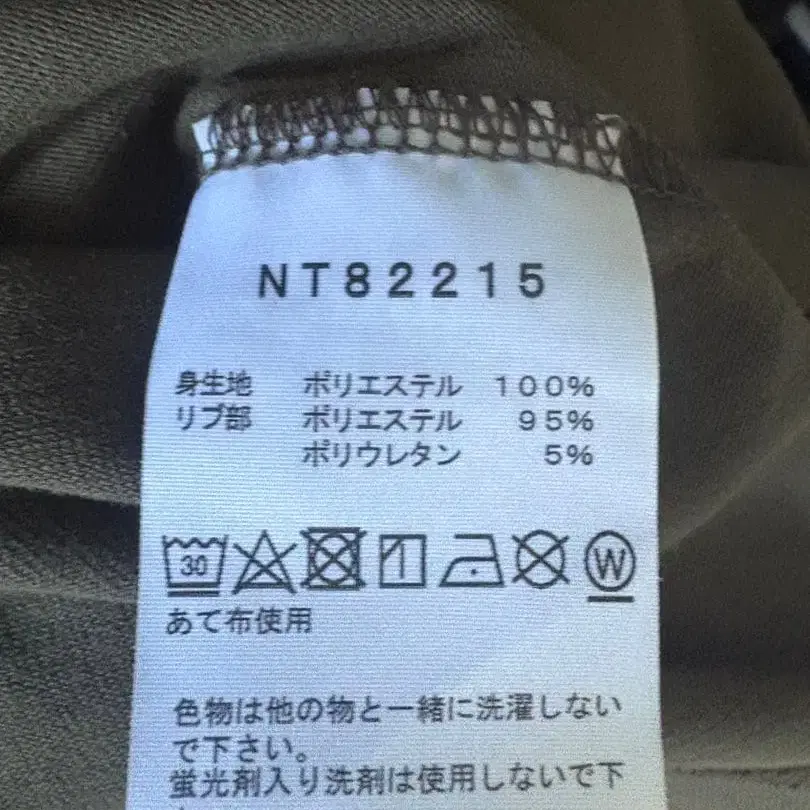 NT82215
身生地 ポリエステル 100%
リブ部 ポリエステル 95%
ポリウレタン 5%
30 W
あて布使用
色物は他の物と一緒に洗濯しない
で下さい。
蛍光剤入り洗剤は使用しないで下